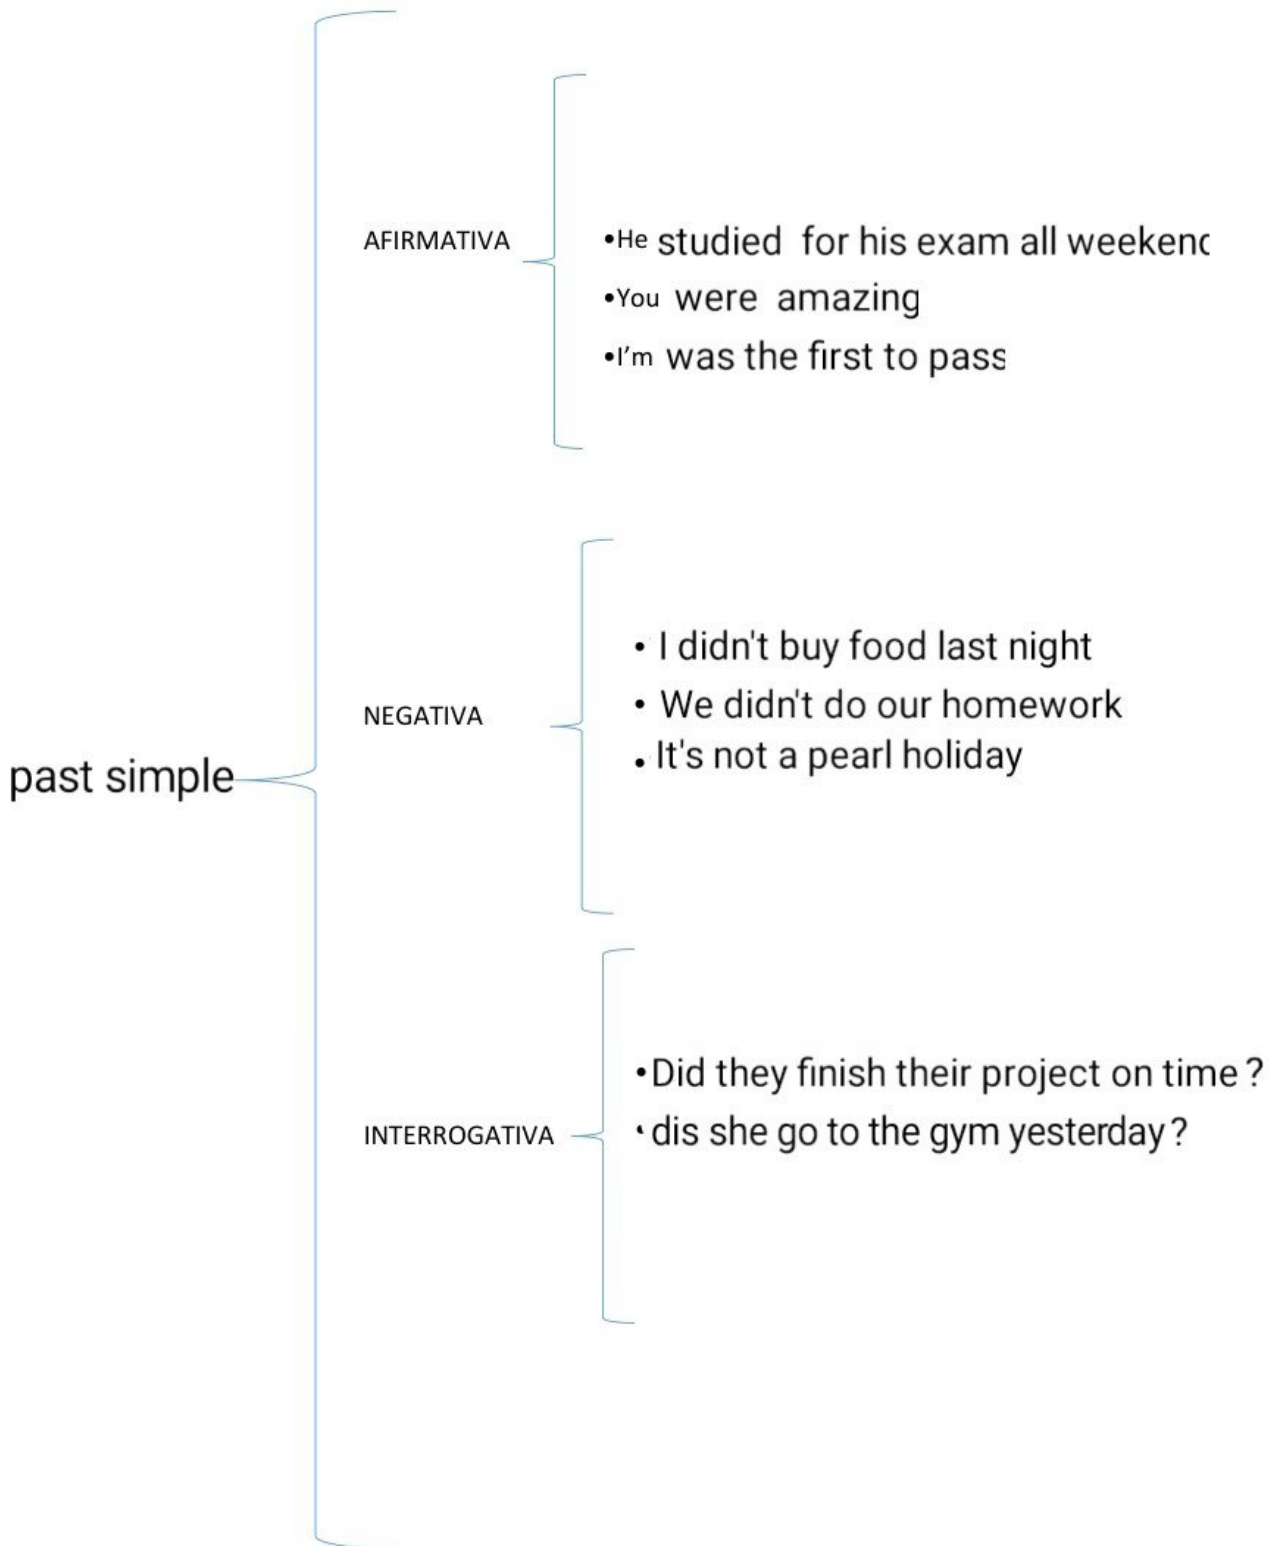 AFIRMATIVA
•He studied for his exam all weekend
•You were amazing
•I'm was the first to pass
NEGATIVA
• I didn't buy food last night
• We didn't do our homework
• It's not a pearl holiday
past simple
INTERROGATIVA
•Did they finish their project on time?
• dis she go to the gym yesterday?